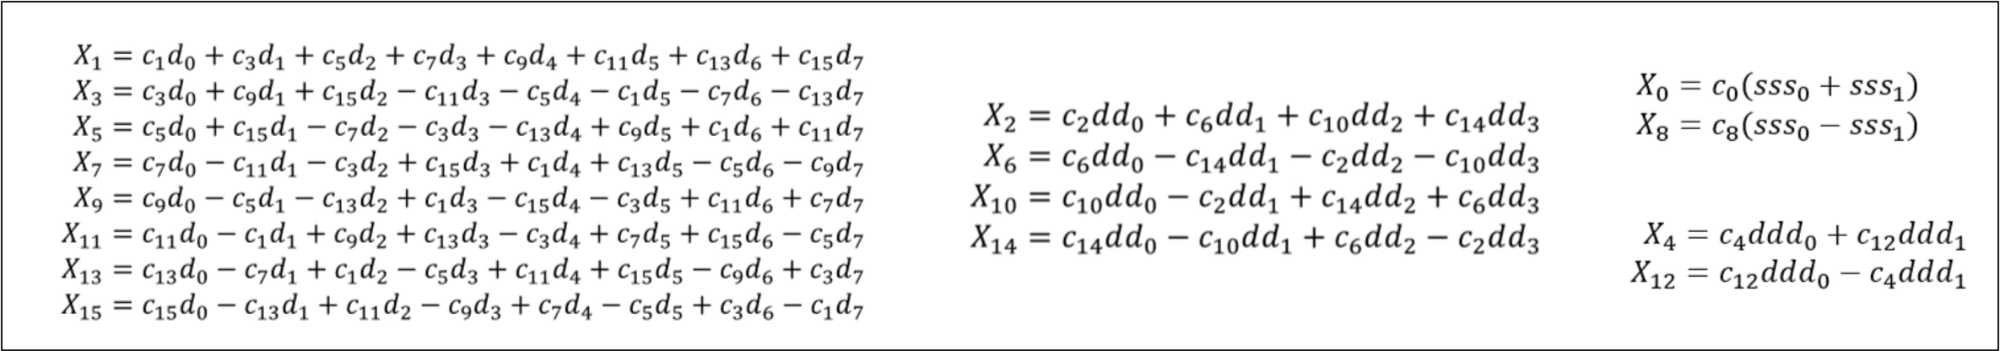 X₁ = c₁d₀ + c₃d₁ + c₅d₂ + c₇d₃ + c₉d₄ + c₁₁d₅ + c₁₃d₆ + c₁₅d₇
X₃ = c₃d₀ + c₉d₁ + c₁₅d₂ − c₁₁d₃ − c₅d₄ − c₁d₅ − c₇d₆ − c₁₃d₇
X₅ = c₅d₀ + c₁₅d₁ − c₇d₂ − c₃d₃ − c₁₃d₄ + c₉d₅ + c₁d₆ + c₁₁d₇
X₇ = c₇d₀ − c₁₁d₁ − c₃d₂ + c₁₅d₃ + c₁d₄ + c₁₃d₅ − c₅d₆ − c₉d₇
X₉ = c₉d₀ − c₅d₁ − c₁₃d₂ + c₁d₃ − c₁₅d₄ − c₃d₅ + c₁₁d₆ + c₇d₇
X₁₁ = c₁₁d₀ − c₁d₁ + c₉d₂ + c₁₃d₃ − c₃d₄ + c₇d₅ + c₁₅d₆ − c₅d₇
X₁₃ = c₁₃d₀ − c₇d₁ + c₁d₂ − c₅d₃ + c₁₁d₄ + c₁₅d₅ − c₉d₆ + c₃d₇
X₁₅ = c₁₅d₀ − c₁₃d₁ + c₁₁d₂ − c₉d₃ + c₇d₄ − c₅d₅ + c₃d₆ − c₁d₇
X₂ = c₂dd₀ + c₆dd₁ + c₁₀dd₂ + c₁₄dd₃
X₆ = c₆dd₀ − c₁₄dd₁ − c₂dd₂ − c₁₀dd₃
X₁₀ = c₁₀dd₀ − c₂dd₁ + c₁₄dd₂ + c₆dd₃
X₁₄ = c₁₄dd₀ − c₁₀dd₁ + c₆dd₂ − c₂dd₃
X₀ = c₀(sss₀ + sss₁)
X₈ = c₈(sss₀ − sss₁)
X₄ = c₄ddd₀ + c₁₂ddd₁
X₁₂ = c₁₂ddd₀ − c₄ddd₁